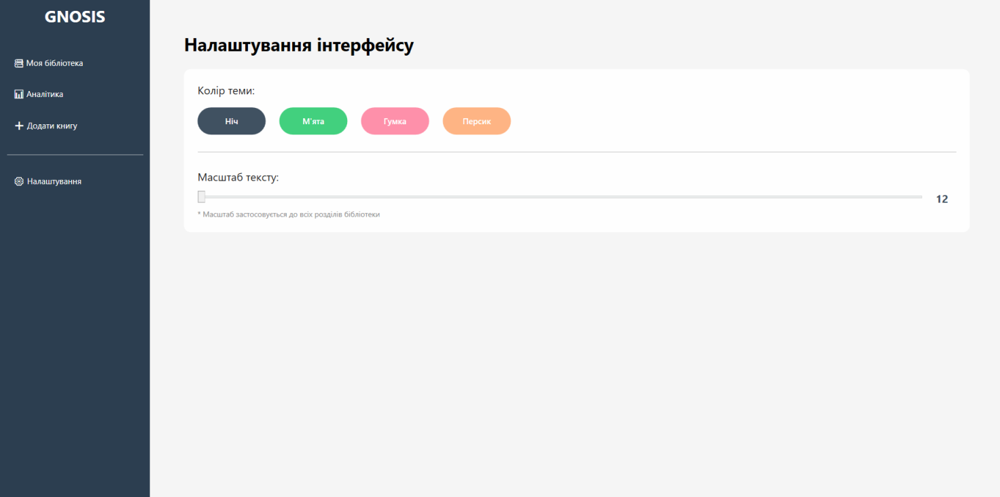 GNOSIS
Моя бібліотека
Аналітика
Додати книгу
Налаштування
Налаштування інтерфейсу
Колір теми:
Ніч
М'ята
Гумка
Персик
Масштаб тексту:
12
* Масштаб застосовується до всіх розділів бібліотеки